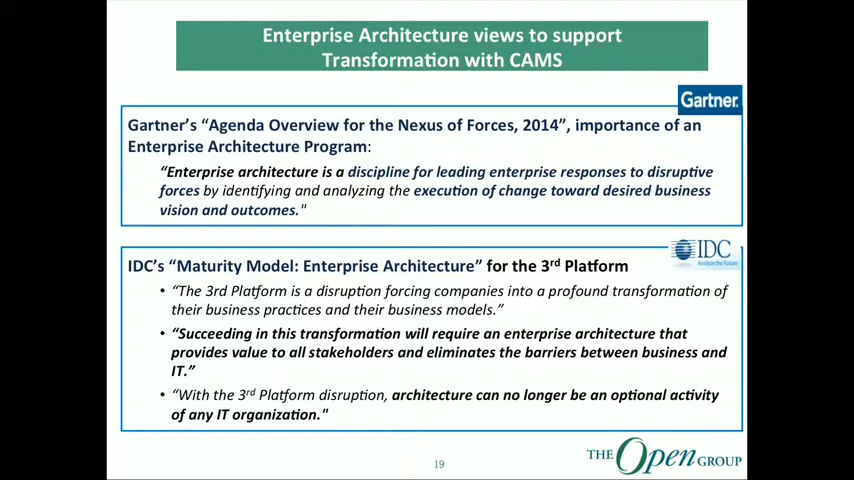 Enterprise Architecture views to support
Transformation with CAMS
Gartner.
Gartner's "Agenda Overview for the Nexus of Forces, 2014", importance of an
Enterprise Architecture Program:
"Enterprise architecture is a discipline for leading enterprise responses to disruptive
forces by identifying and analyzing the execution of change toward desired business
vision and outcomes."
IDC
Analyze the Future
IDC's "Maturity Model: Enterprise Architecture" for the 3rd Platform
• "The 3rd Platform is a disruption forcing companies into a profound transformation of
their business practices and their business models."
• "Succeeding in this transformation will require an enterprise architecture that
provides value to all stakeholders and eliminates the barriers between business and
IT."
• "With the 3rd Platform disruption, architecture can no longer be an optional activity
of any IT organization."
19
THE Open GROUP